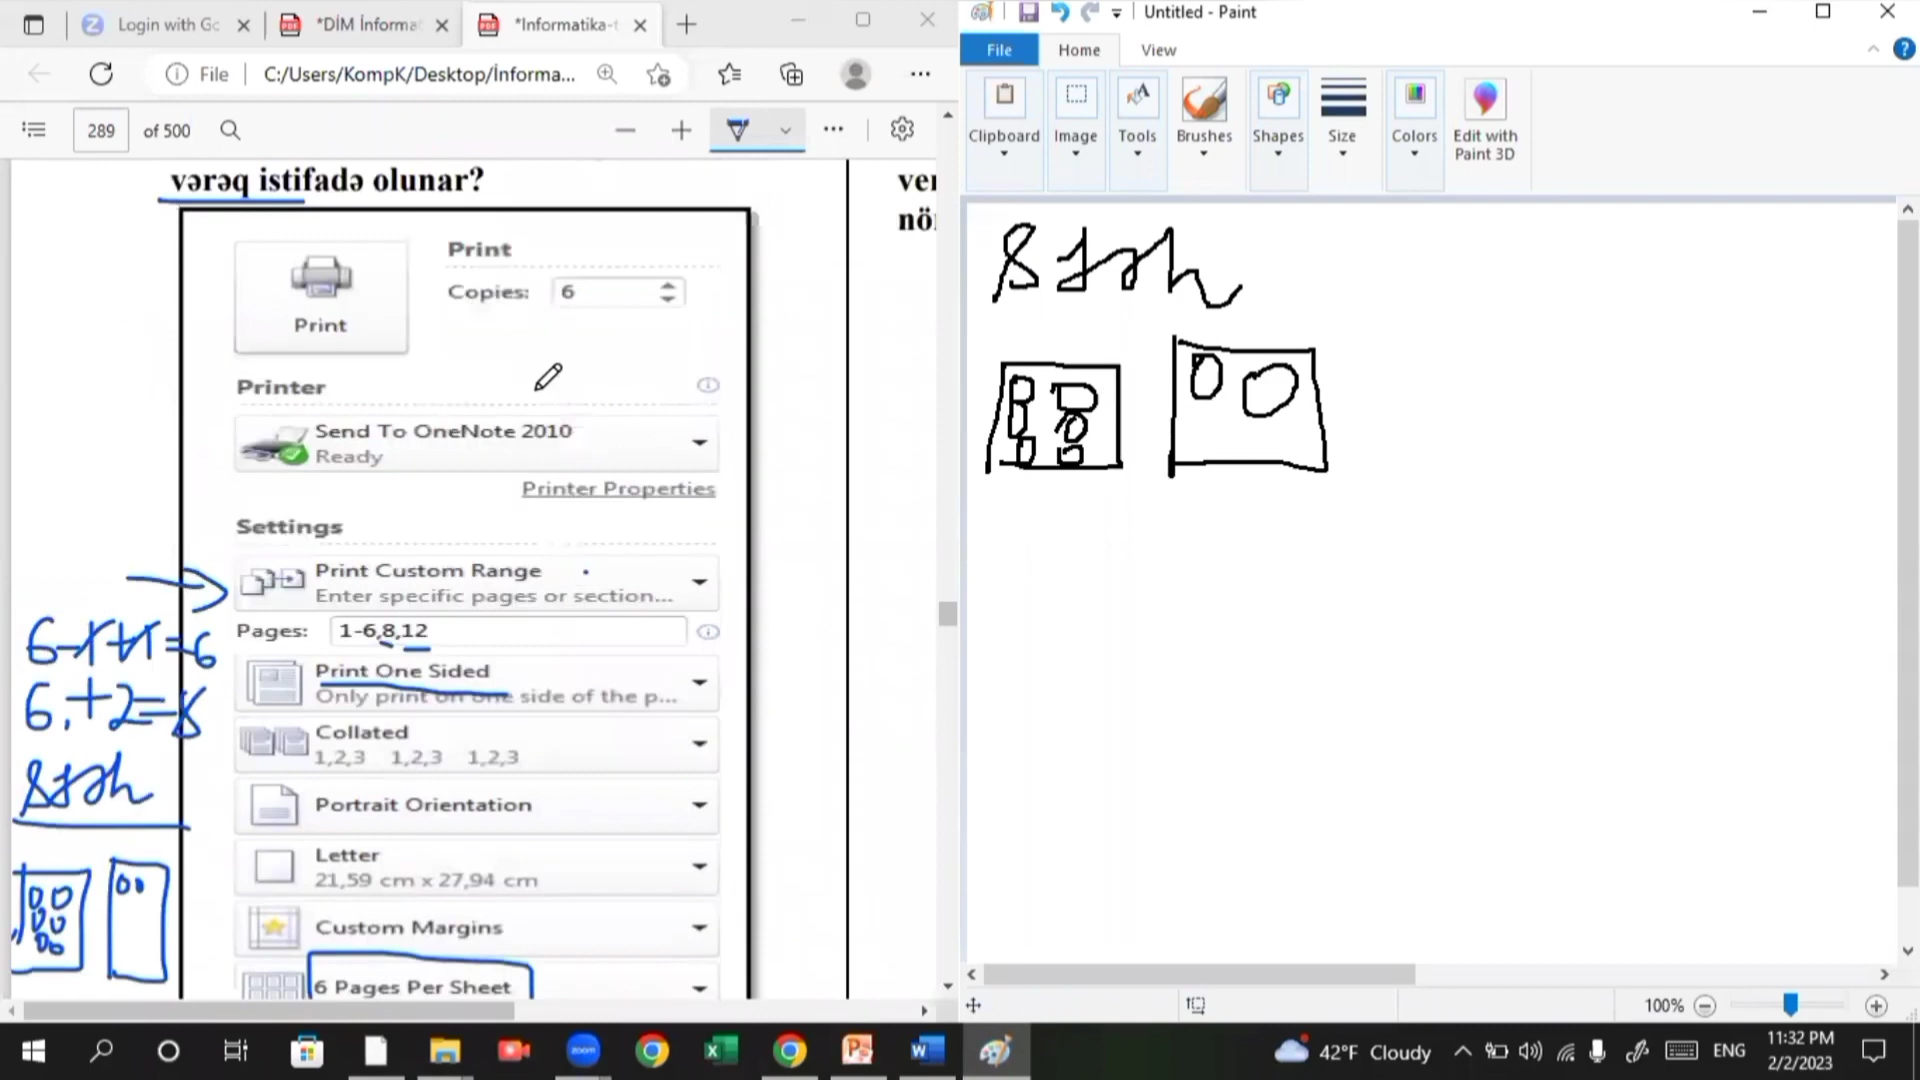 Login with Gc
*DİM İnforma
*Informatika-t
Untitled - Paint
File
C:/Users/KompK/Desktop/İnforma...
File
Home
View
289
of 500
Clipboard
Image
Tools
Brushes
Shapes
Size
Colors
Edit with
Paint 3D
vərəq istifadə olunar?
ver
nör
Print
Copies:
6
Print
Printer
Send To OneNote 2010
Ready
Printer Properties
Settings
Print Custom Range
Enter specific pages or section...
Pages:
1-6,8,12
Print One Sided
Only print on one side of the p...
Collated
1,2,3 1,2,3 1,2,3
Portrait Orientation
Letter
21,59 cm x 27,94 cm
Custom Margins
6 Pages Per Sheet
6-1+1=6
6+2=8
8 səh
8 səh
100%
42°F Cloudy
ENG
11:32 PM
2/2/2023